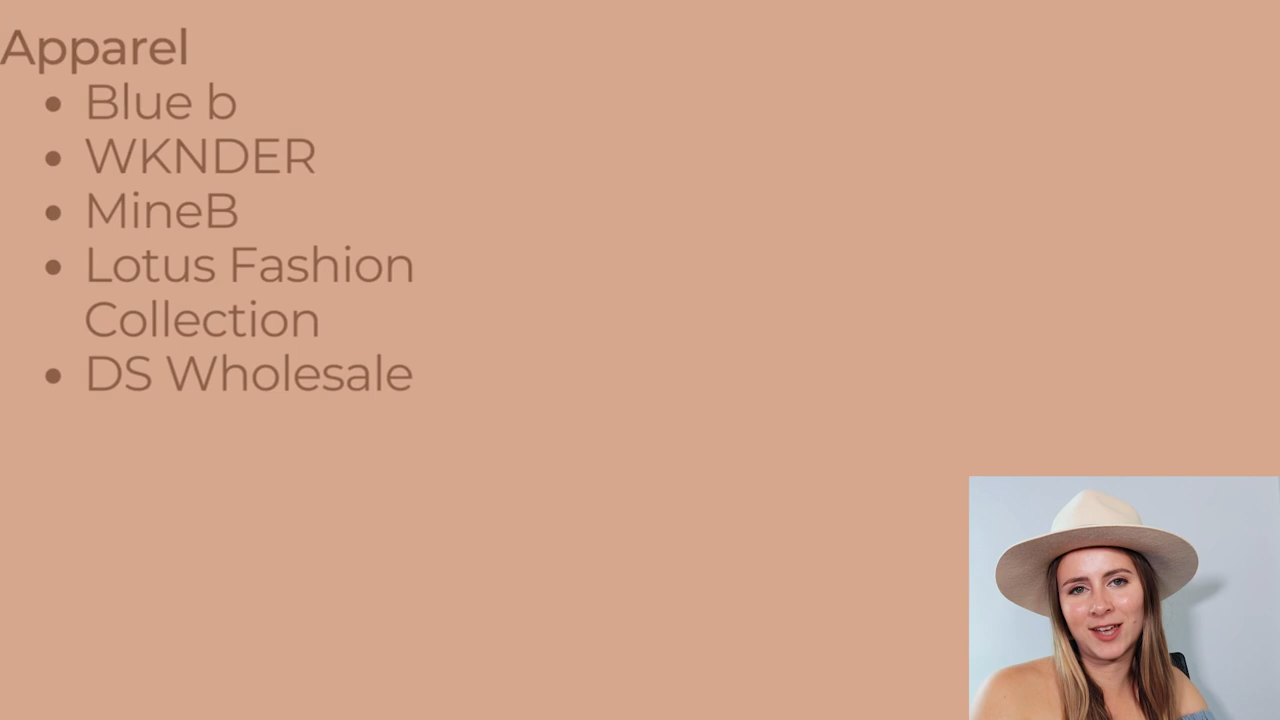 Apparel
• Blue b
• WKNDER
• MineB
• Lotus Fashion
Collection
• DS Wholesale